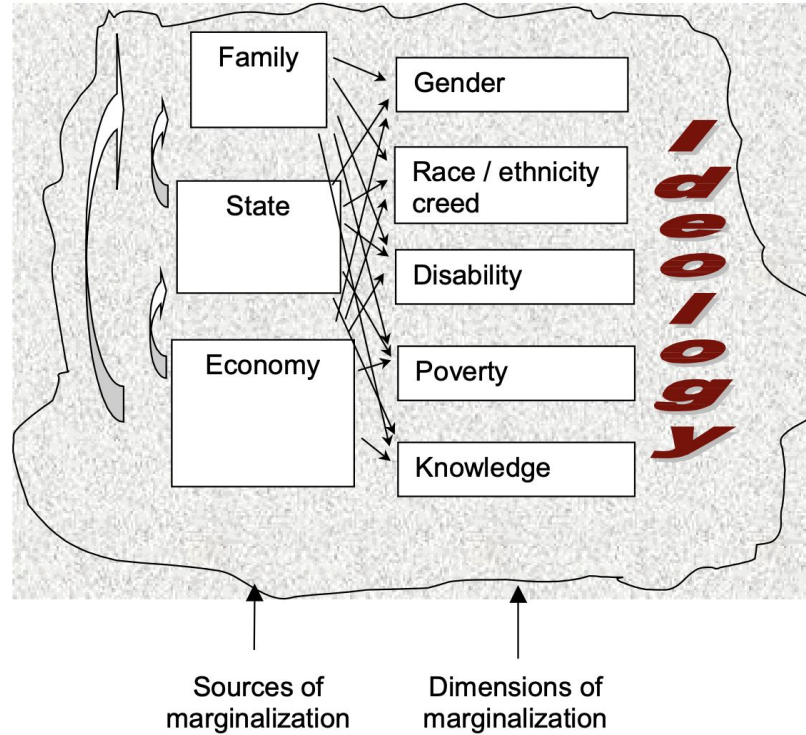 Family
Gender
Race / ethnicity
creed
State
Disability
Economy
Poverty
Knowledge
Ideology
Sources of
marginalization
Dimensions of
marginalization